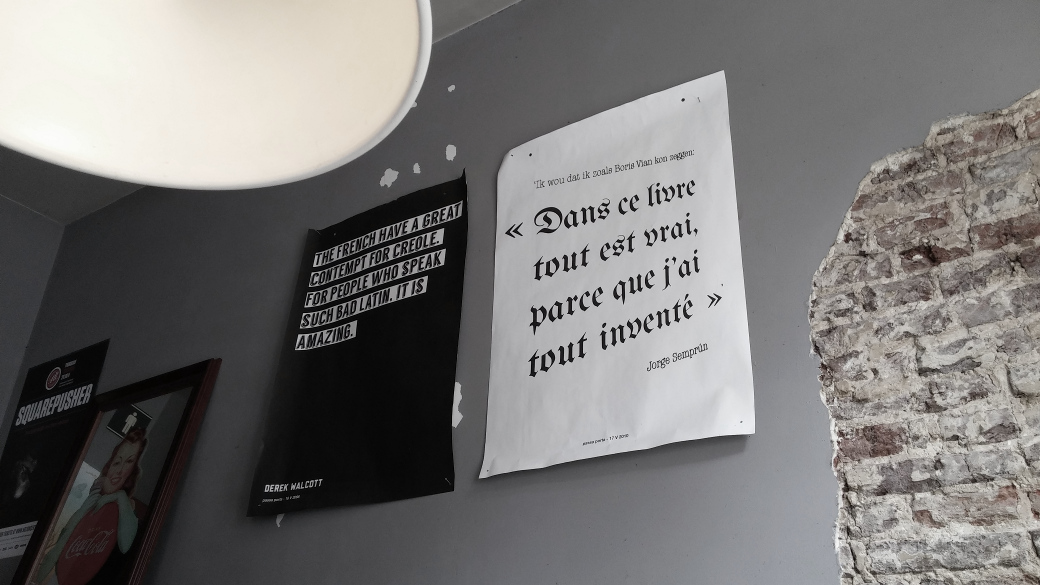 SQUAREPUSHER
Coca-Cola
THE FRENCH HAVE A GREAT
CONTEMPT FOR CREOLE.
FOR PEOPLE WHO SPEAK
SUCH BAD LATIN. IT IS
AMAZING.
DEREK WALCOTT
'Ik wou dat ik zoals Boris Vian kon zeggen:
« Dans ce livre
tout est vrai,
parce que j'ai
tout inventé »
Jorge Semprún